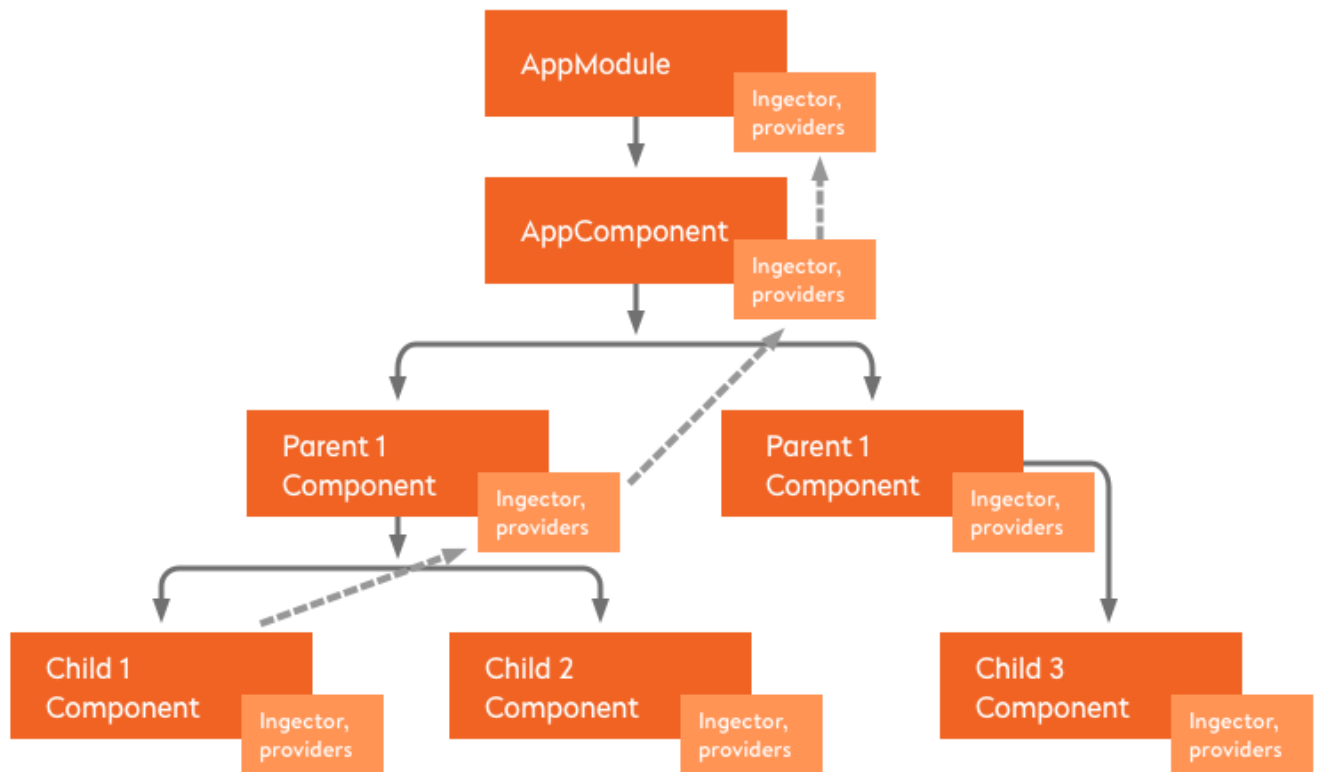 AppModule
Ingector,
providers
AppComponent
Ingector,
providers
Parent 1
Component
Ingector,
providers
Parent 1
Component
Ingector,
providers
Child 1
Component
Ingector,
providers
Child 2
Component
Ingector,
providers
Child 3
Component
Ingector,
providers